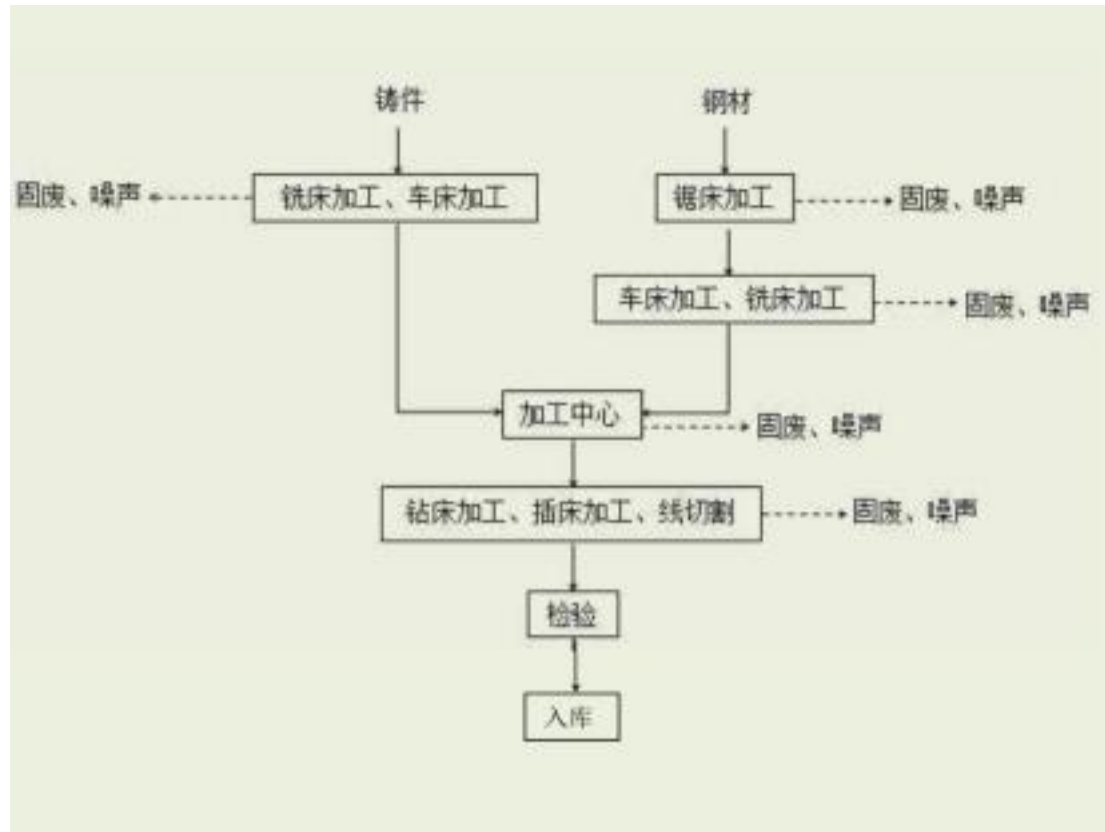 铸件
钢材
固废、噪声
铣床加工、车床加工
锯床加工
固废、噪声
车床加工、铣床加工
固废、噪声
加工中心
固废、噪声
钻床加工、插床加工、线切割
固废、噪声
检验
入库